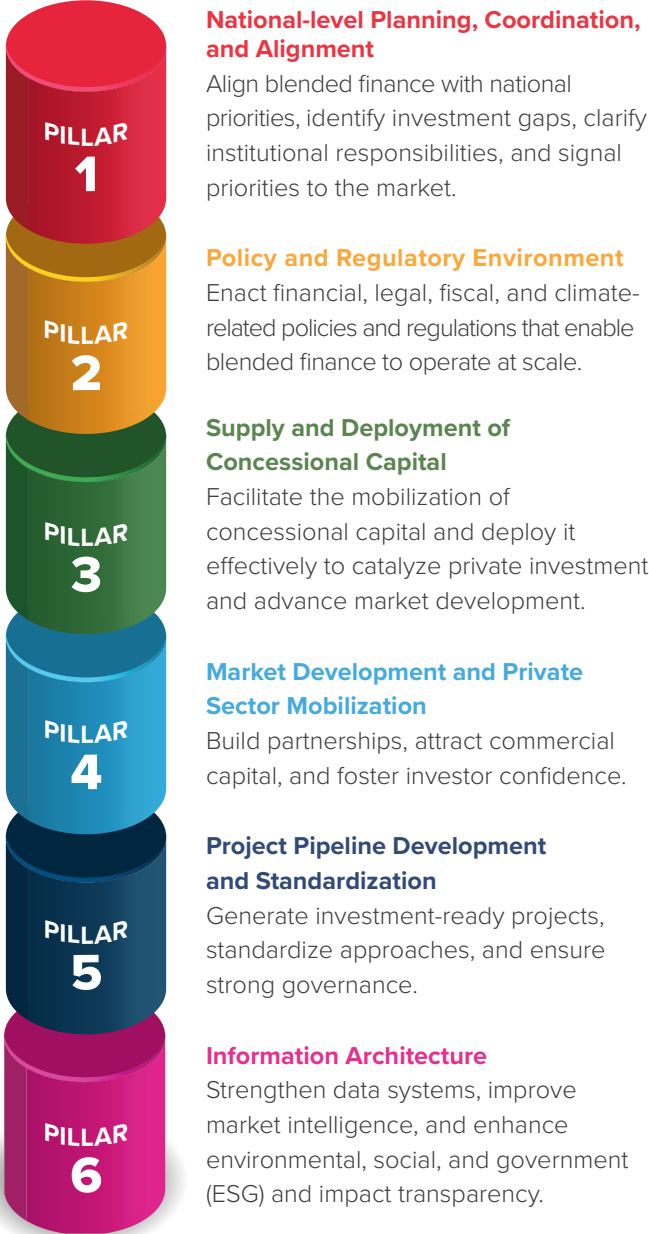 PILLAR
1
National-level Planning, Coordination,
and Alignment
Align blended finance with national
priorities, identify investment gaps, clarify
institutional responsibilities, and signal
priorities to the market.
PILLAR
2
Policy and Regulatory Environment
Enact financial, legal, fiscal, and climate-
related policies and regulations that enable
blended finance to operate at scale.
PILLAR
3
Supply and Deployment of
Concessional Capital
Facilitate the mobilization of
concessional capital and deploy it
effectively to catalyze private investment
and advance market development.
PILLAR
4
Market Development and Private
Sector Mobilization
Build partnerships, attract commercial
capital, and foster investor confidence.
PILLAR
5
Project Pipeline Development
and Standardization
Generate investment-ready projects,
standardize approaches, and ensure
strong governance.
PILLAR
6
Information Architecture
Strengthen data systems, improve
market intelligence, and enhance
environmental, social, and government
(ESG) and impact transparency.